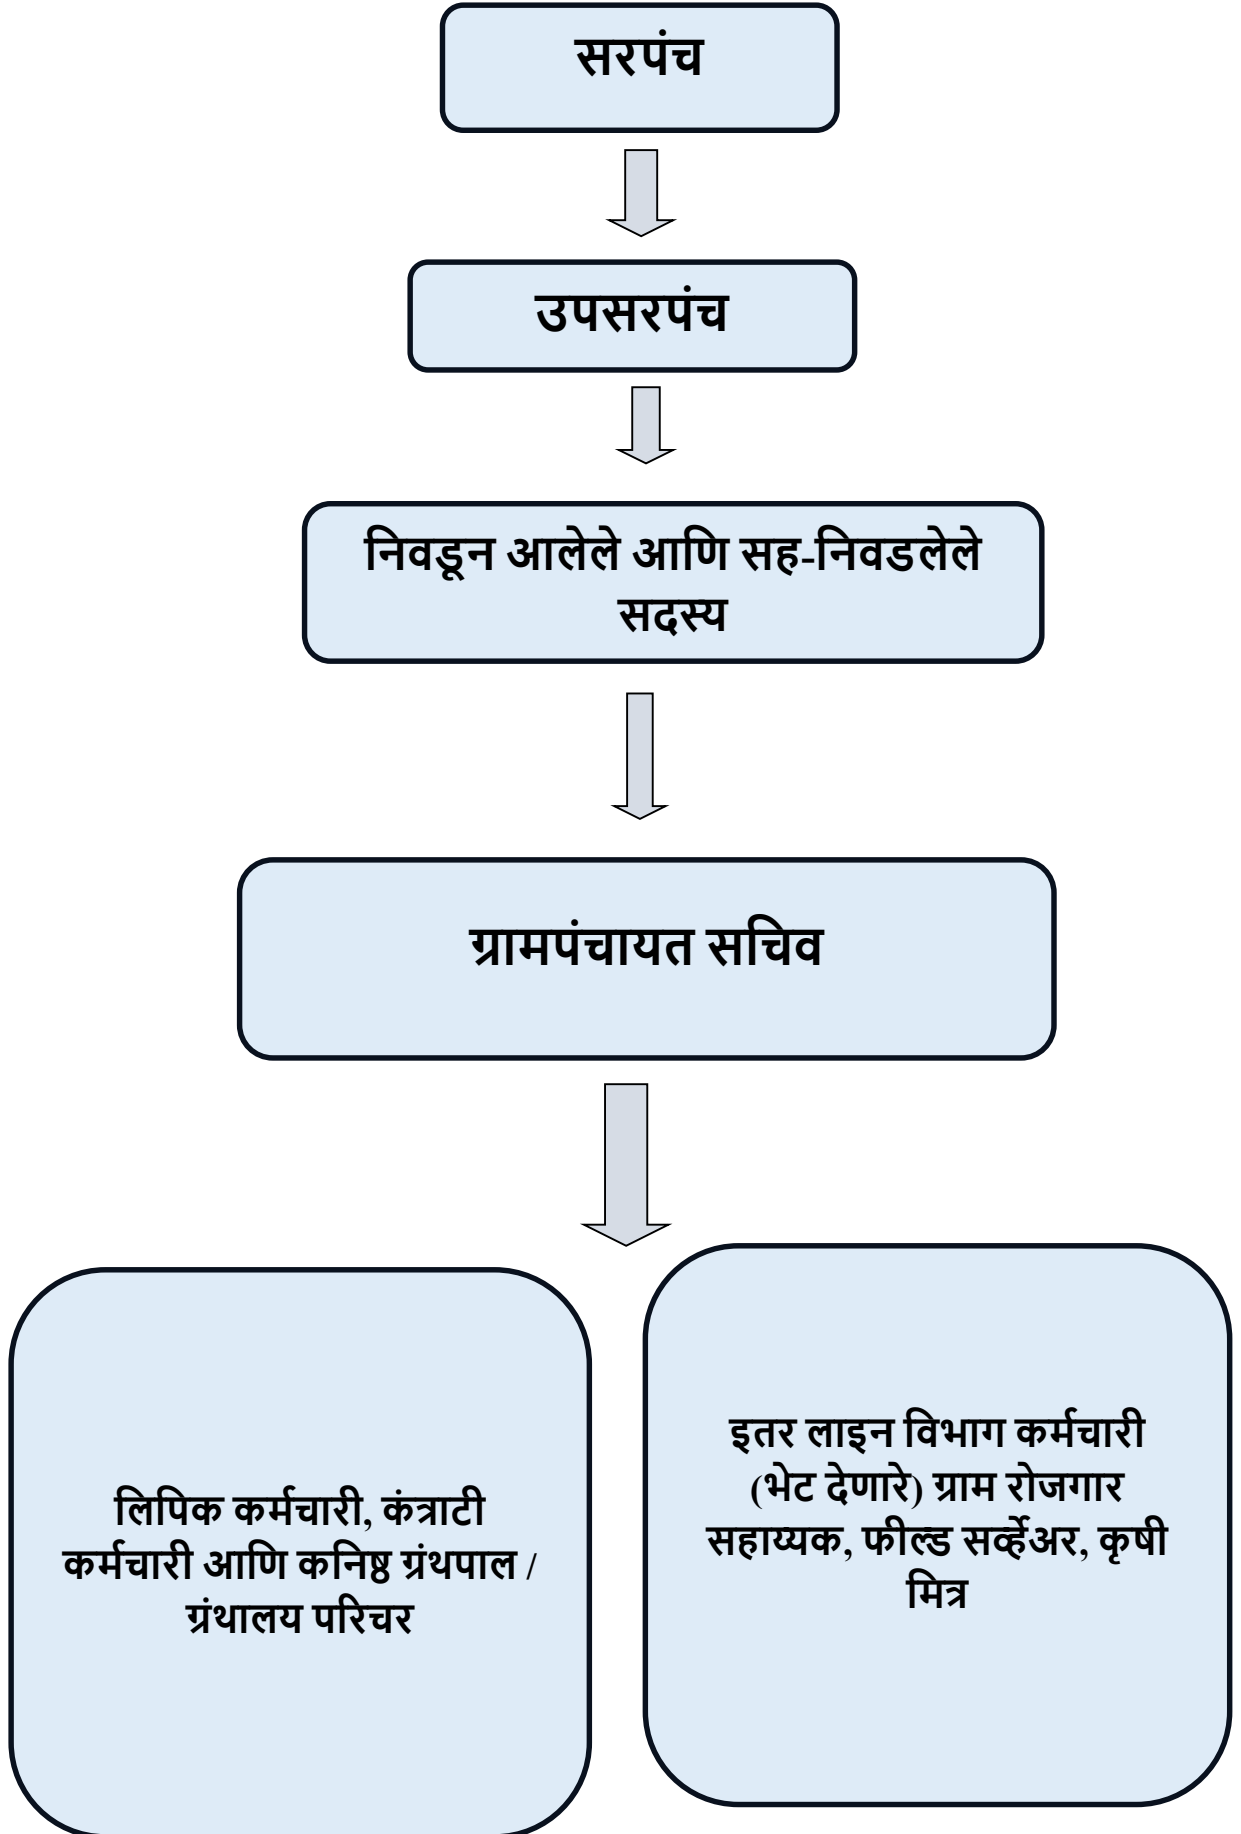 सरपंच
उपसरपंच
निवडून आलेले आणि सह-निवडलेले
सदस्य
ग्रामपंचायत सचिव
लिपिक कर्मचारी, कंत्राटी
कर्मचारी आणि कनिष्ठ ग्रंथपाल /
ग्रंथालय परिचर
इतर लाइन विभाग कर्मचारी
(भेट देणारे) ग्राम रोजगार
सहाय्यक, फील्ड सर्व्हेअर, कृषी
मित्र